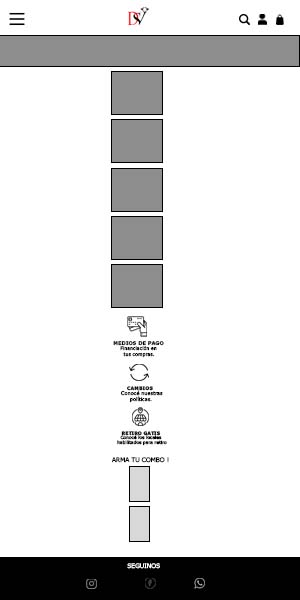 DV
MEDIOS DE PAGO
Financiación en
tus compras.
CAMBIOS
Conocé nuestras
políticas.
RETIRO GATIS
Conocé los locales
habilitados para retiro
ARMA TU COMBO !
SEGUINOS